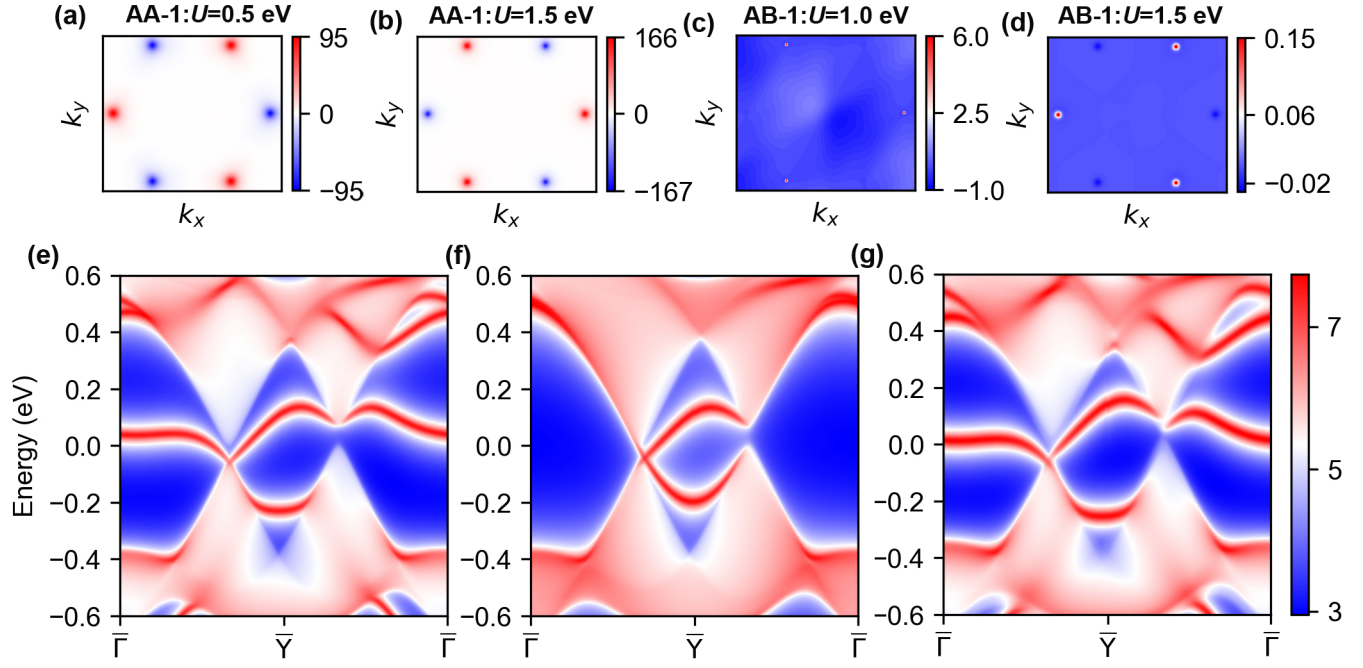 (a) AA-1:U=0.5 eV
95
0
−95
k_y
k_x
(b) AA-1:U=1.5 eV
166
0
−167
k_y
k_x
(c) AB-1:U=1.0 eV
6.0
2.5
−1.0
k_y
k_x
(d) AB-1:U=1.5 eV
0.15
0.06
−0.02
k_y
k_x
(e)
Energy (eV)
0.6
0.4
0.2
0.0
−0.2
−0.4
−0.6
Γ̅ Y̅ Γ̅
(f)
0.6
0.4
0.2
0.0
−0.2
−0.4
−0.6
Γ̅ Y̅ Γ̅
(g)
0.6
0.4
0.2
0.0
−0.2
−0.4
−0.6
Γ̅ Y̅ Γ̅
7
5
3